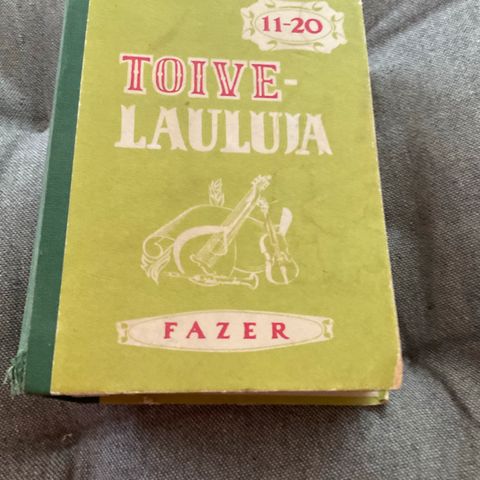 11-20
TOIVE-
LAULUJA
FAZER